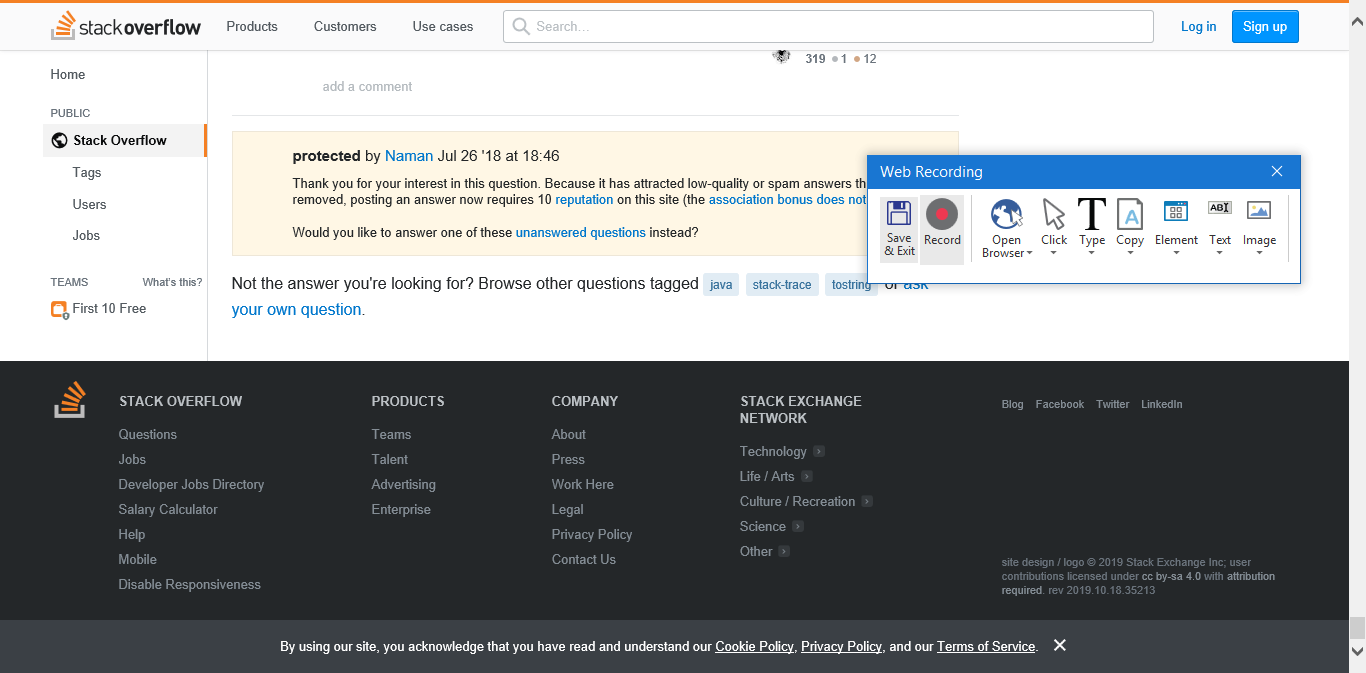 stackoverflow Products Customers Use cases Search... Log in Sign up
319 1 12
add a comment
Home
PUBLIC
Stack Overflow
Tags
Users
Jobs
TEAMS What's this?
First 10 Free
protected by Naman Jul 26 '18 at 18:46
Thank you for your interest in this question. Because it has attracted low-quality or spam answers th
removed, posting an answer now requires 10 reputation on this site (the association bonus does not
Would you like to answer one of these unanswered questions instead?
Not the answer you're looking for? Browse other questions tagged java stack-trace tostring or ask
your own question.
Web Recording
Save
& Exit
Record
Open
Browser
Click
Type
Copy
Element
ABI
Text
Image
STACK OVERFLOW
Questions
Jobs
Developer Jobs Directory
Salary Calculator
Help
Mobile
Disable Responsiveness
PRODUCTS
Teams
Talent
Advertising
Enterprise
COMPANY
About
Press
Work Here
Legal
Privacy Policy
Contact Us
STACK EXCHANGE
NETWORK
Technology
Life / Arts
Culture / Recreation
Science
Other
Blog Facebook Twitter LinkedIn
site design / logo © 2019 Stack Exchange Inc; user
contributions licensed under cc by-sa 4.0 with attribution
required. rev 2019.10.18.35213
By using our site, you acknowledge that you have read and understand our Cookie Policy, Privacy Policy, and our Terms of Service.